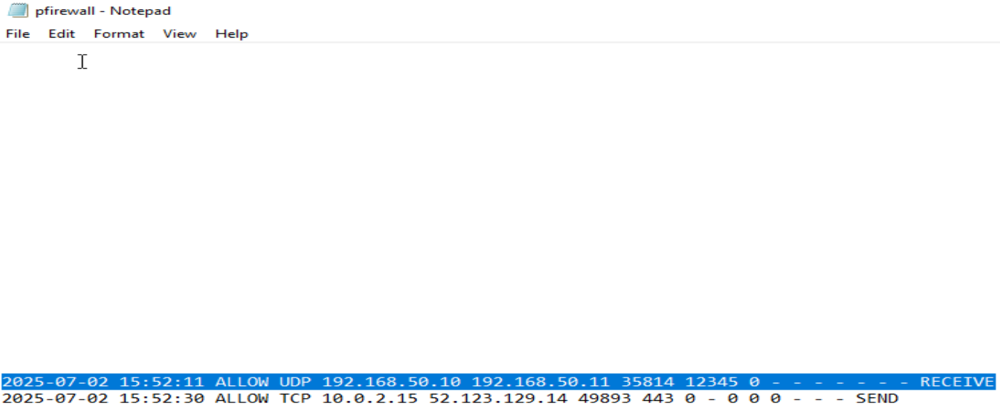 pfirewall - Notepad
File Edit Format View Help
2025-07-02 15:52:11 ALLOW UDP 192.168.50.10 192.168.50.11 35814 12345 0 - - - - - - - RECEIVE
2025-07-02 15:52:30 ALLOW TCP 10.0.2.15 52.123.129.14 49893 443 0 - 0 0 0 - - - SEND